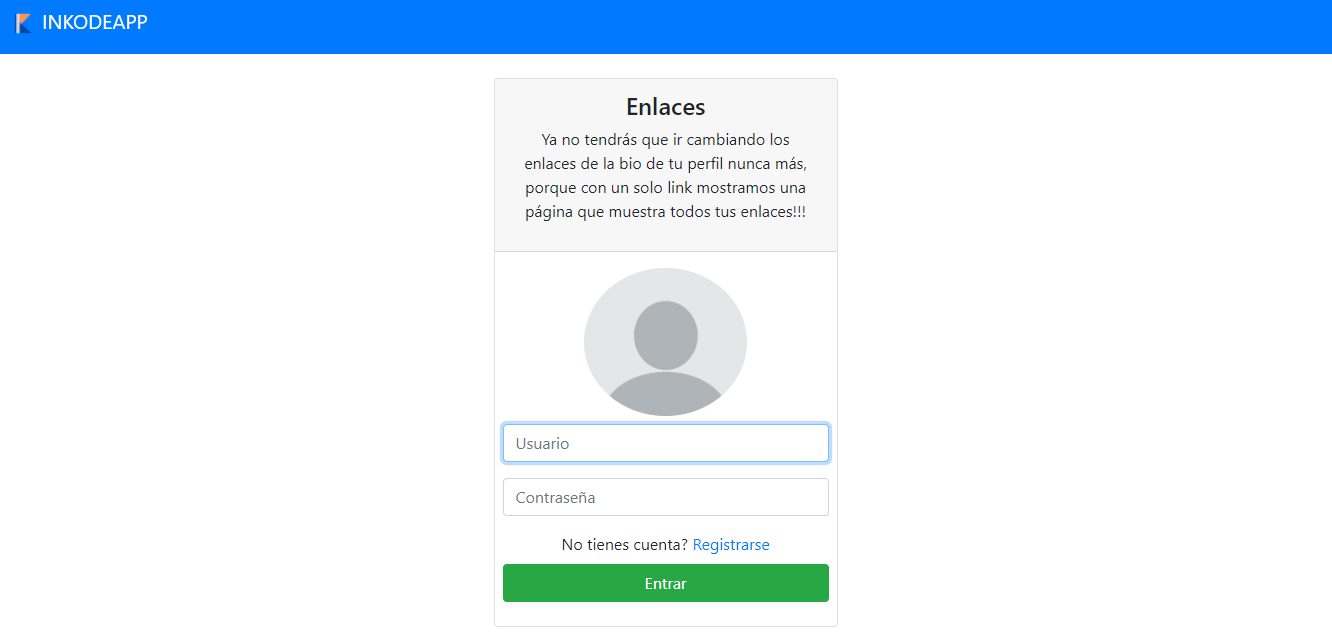 INKODEAPP
Enlaces
Ya no tendrás que ir cambiando los
enlaces de la bio de tu perfil nunca más,
porque con un solo link mostramos una
página que muestra todos tus enlaces!!!
Usuario
Contraseña
No tienes cuenta? Registrarse
Entrar